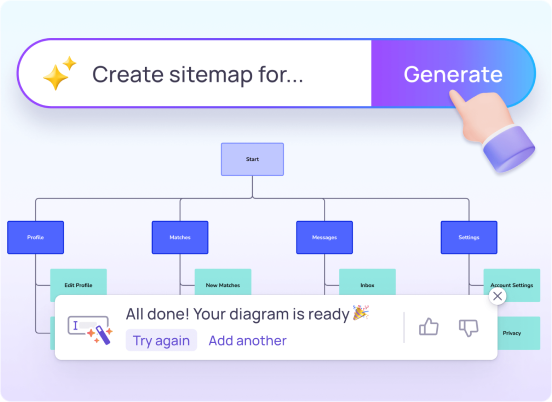 Create sitemap for...
Generate
Start
Profile
Matches
Messages
Settings
Edit Profile
New Matches
Inbox
Account Settings
All done! Your diagram is ready🎉
Try again
Add another
Privacy